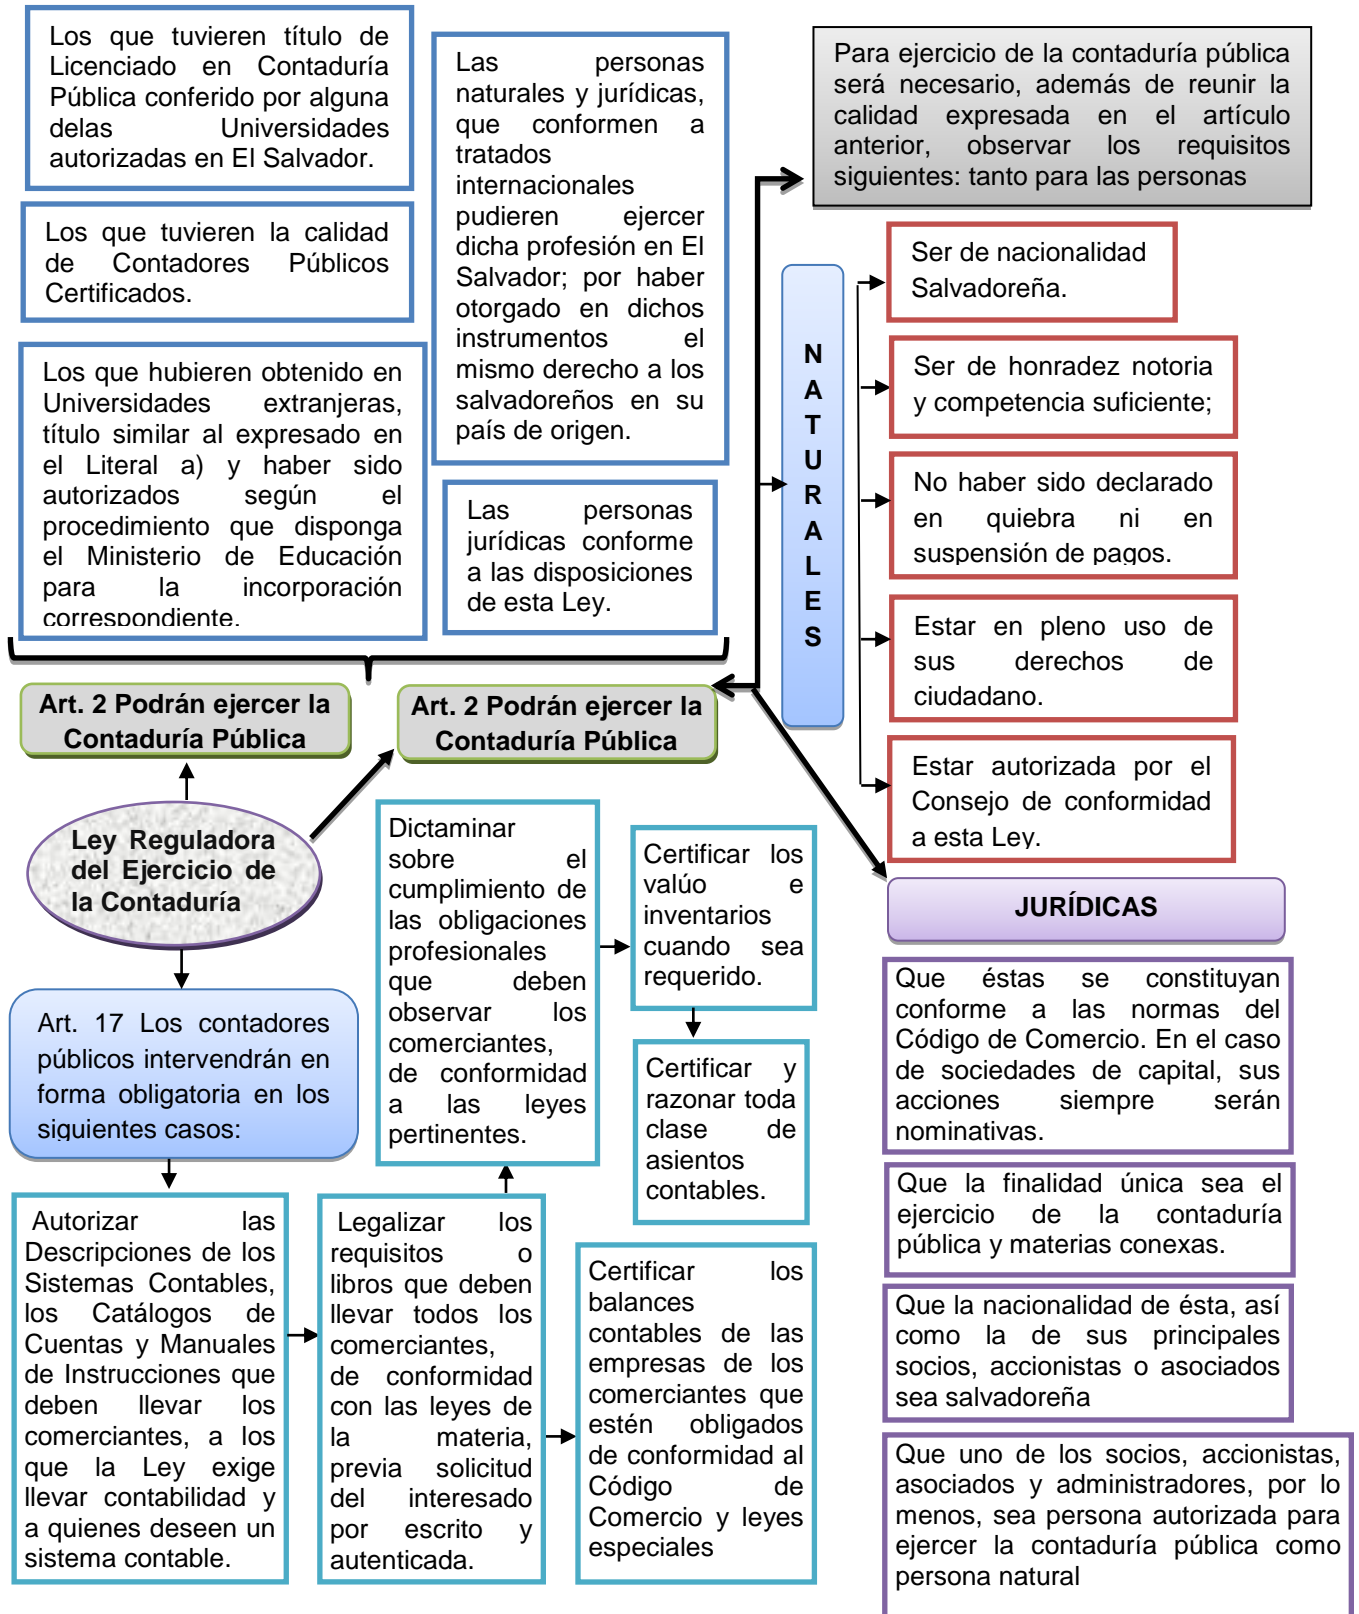 Los que tuvieren título de
Licenciado en Contaduría
Pública conferido por alguna
delas Universidades
autorizadas en El Salvador.
Los que tuvieren la calidad
de Contadores Públicos
Certificados.
Los que hubieren obtenido en
Universidades extranjeras,
título similar al expresado en
el Literal a) y haber sido
autorizados según el
procedimiento que disponga
el Ministerio de Educación
para la incorporación
correspondiente.
Las personas
naturales y jurídicas,
que conformen a
tratados
internacionales
pudieren ejercer
dicha profesión en El
Salvador; por haber
otorgado en dichos
instrumentos el
mismo derecho a los
salvadoreños en su
país de origen.
Las personas
jurídicas conforme
a las disposiciones
de esta Ley.
Para ejercicio de la contaduría pública
será necesario, además de reunir la
calidad expresada en el artículo
anterior, observar los requisitos
siguientes: tanto para las personas
N
A
T
U
R
A
L
E
S
Ser de nacionalidad
Salvadoreña.
Ser de honradez notoria
y competencia suficiente;
No haber sido declarado
en quiebra ni en
suspensión de pagos.
Estar en pleno uso de
sus derechos de
ciudadano.
Estar autorizada por el
Consejo de conformidad
a esta Ley.
Art. 2 Podrán ejercer la
Contaduría Pública
Art. 2 Podrán ejercer la
Contaduría Pública
Ley Reguladora
del Ejercicio de
la Contaduría
Art. 17 Los contadores
públicos intervendrán en
forma obligatoria en los
siguientes casos:
Autorizar las
Descripciones de los
Sistemas Contables,
los Catálogos de
Cuentas y Manuales
de Instrucciones que
deben llevar los
comerciantes, a los
que la Ley exige
llevar contabilidad y
a quienes deseen un
sistema contable.
Legalizar los
requisitos o
libros que deben
llevar todos los
comerciantes,
de conformidad
con las leyes de
la materia,
previa solicitud
del interesado
por escrito y
autenticada.
Dictaminar
sobre el
cumplimiento de
las obligaciones
profesionales
que deben
observar los
comerciantes,
de conformidad
a las leyes
pertinentes.
Certificar los
valúo e
inventarios
cuando sea
requerido.
Certificar y
razonar toda
clase de
asientos
contables.
Certificar los
balances
contables de las
empresas de los
comerciantes que
estén obligados
de conformidad al
Código de
Comercio y leyes
especiales
JURÍDICAS
Que éstas se constituyan
conforme a las normas del
Código de Comercio. En el caso
de sociedades de capital, sus
acciones siempre serán
nominativas.
Que la finalidad única sea el
ejercicio de la contaduría
pública y materias conexas.
Que la nacionalidad de ésta, así
como la de sus principales
socios, accionistas o asociados
sea salvadoreña
Que uno de los socios, accionistas,
asociados y administradores, por lo
menos, sea persona autorizada para
ejercer la contaduría pública como
persona natural